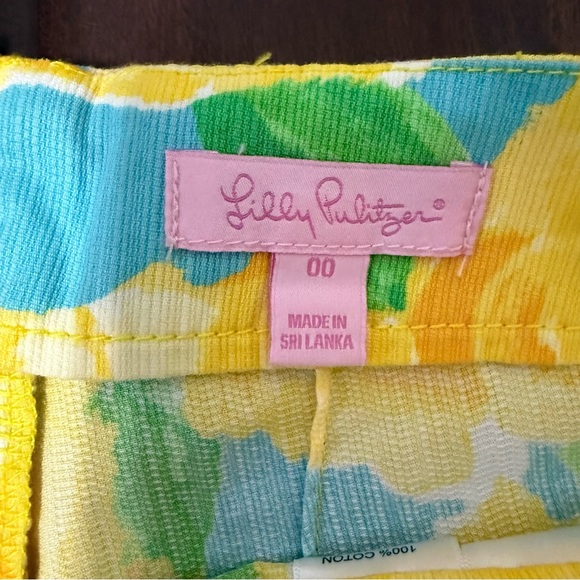 Lilly Pulitzer®
00
MADE IN
SRI LANKA
100% COTTON